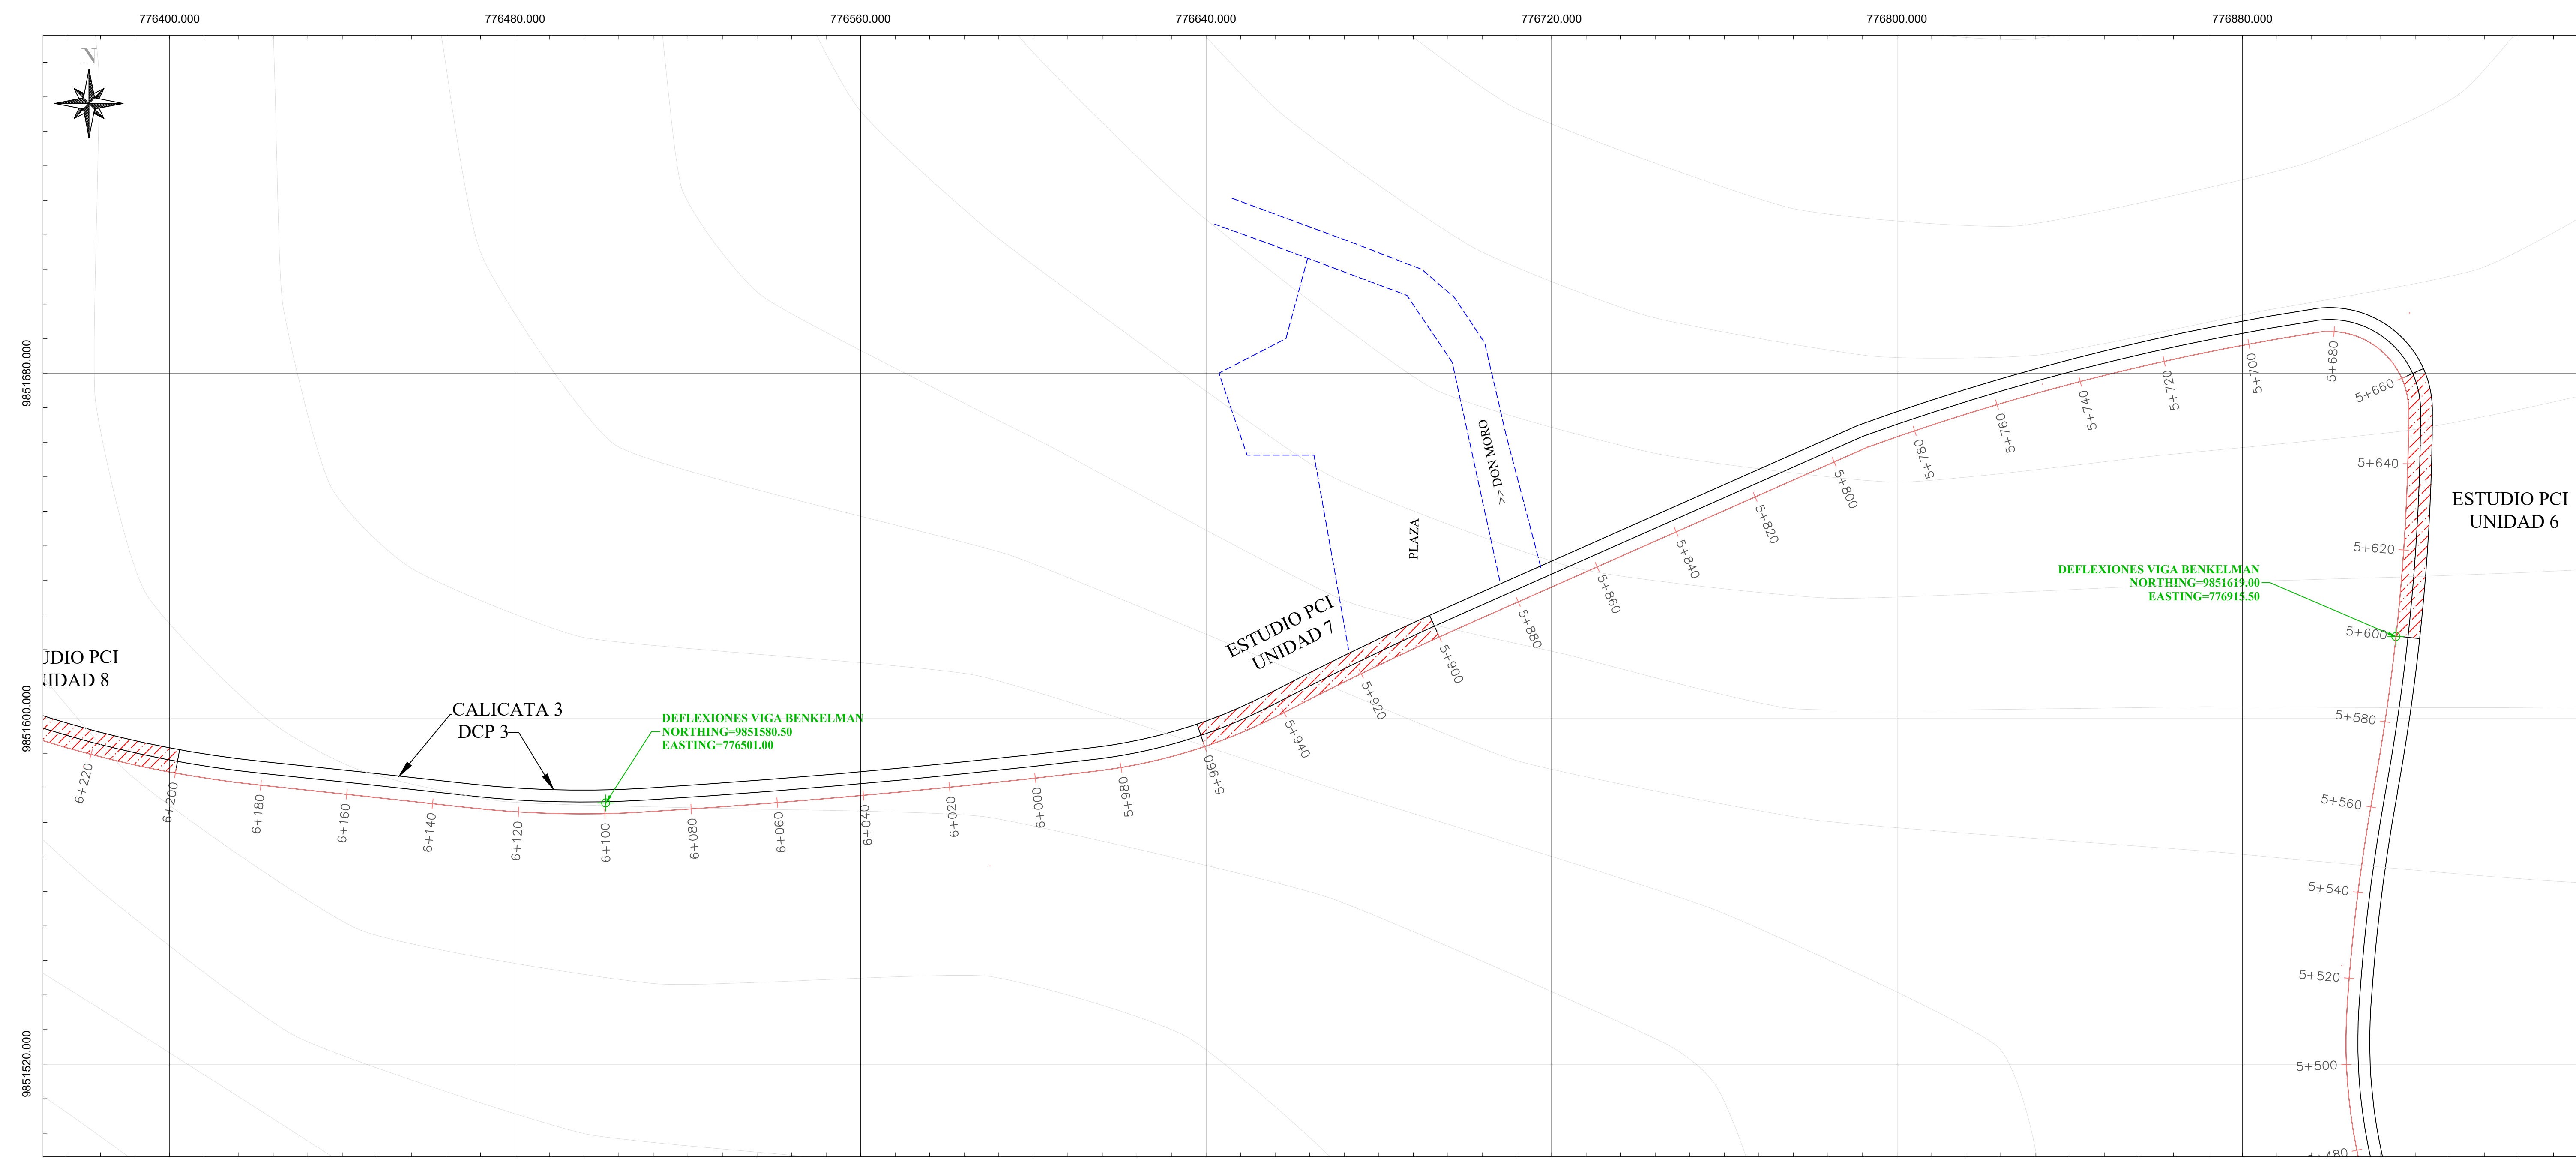 776400.000
776480.000
776560.000
776640.000
776720.000
776800.000
776880.000
N
9851680.000
9851600.000
9851520.000
>> DON MORO
PLAZA
ESTUDIO PCI
UNIDAD 7
ESTUDIO PCI
UNIDAD 6
DEFLEXIONES VIGA BENKELMAN
NORTHING=9851619.00
EASTING=776915.50
UDIO PCI
NIDAD 8
CALICATA 3
DCP 3
DEFLEXIONES VIGA BENKELMAN
NORTHING=9851580.50
EASTING=776501.00
6+220
6+200
6+180
6+160
6+140
6+120
6+100
6+080
6+060
6+040
6+020
6+000
5+980
5+960
5+940
5+920
5+900
5+880
5+860
5+840
5+820
5+800
5+780
5+760
5+740
5+720
5+700
5+680
5+660
5+640
5+620
5+600
5+580
5+560
5+540
5+520
5+500
5+480